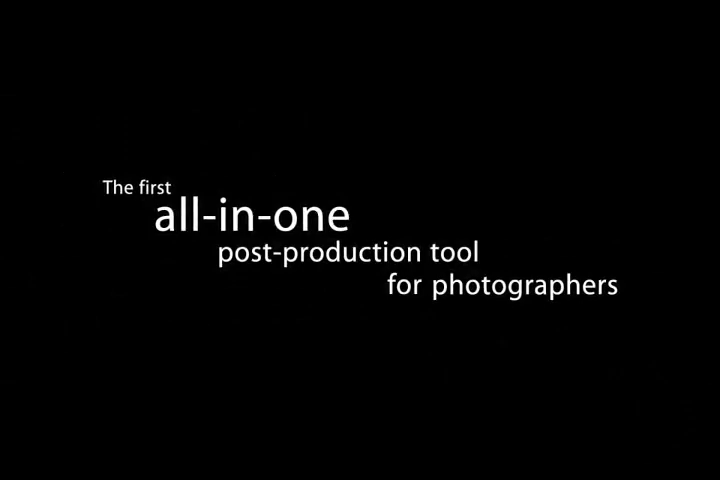 The first
all-in-one
post-production tool
for photographers